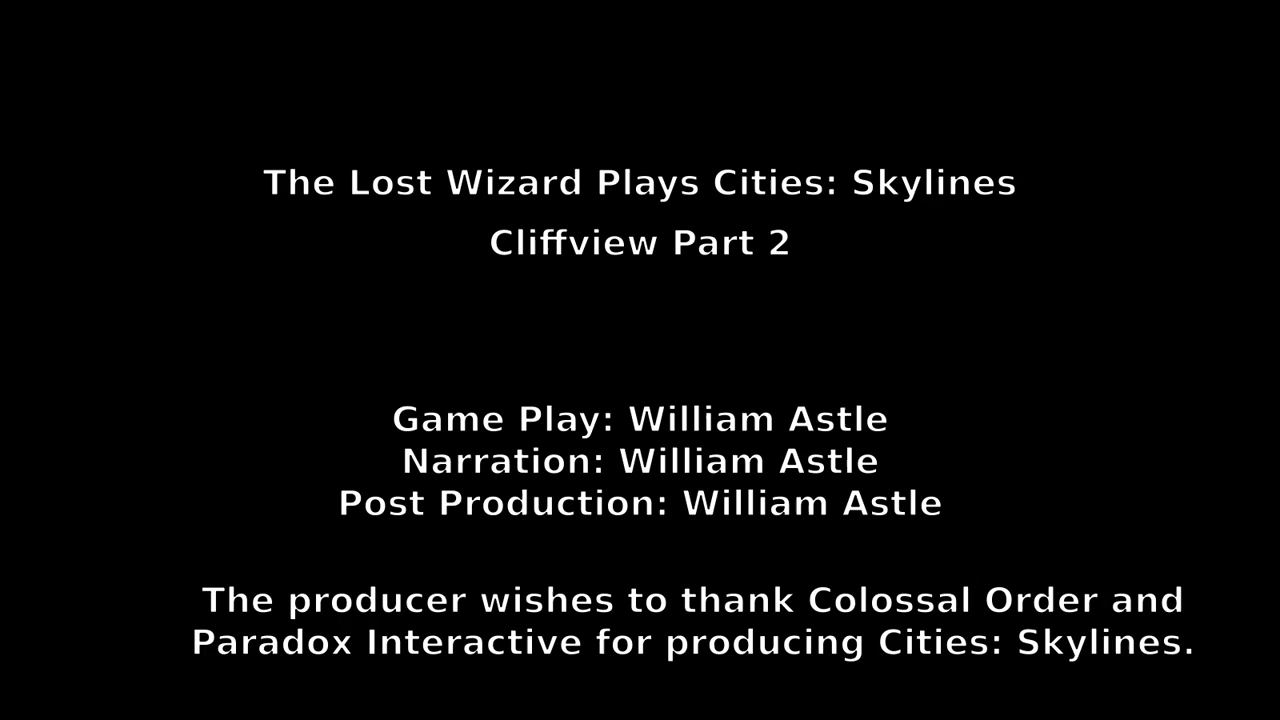 The Lost Wizard Plays Cities: Skylines
Cliffview Part 2
Game Play: William Astle
Narration: William Astle
Post Production: William Astle
The producer wishes to thank Colossal Order and
Paradox Interactive for producing Cities: Skylines.